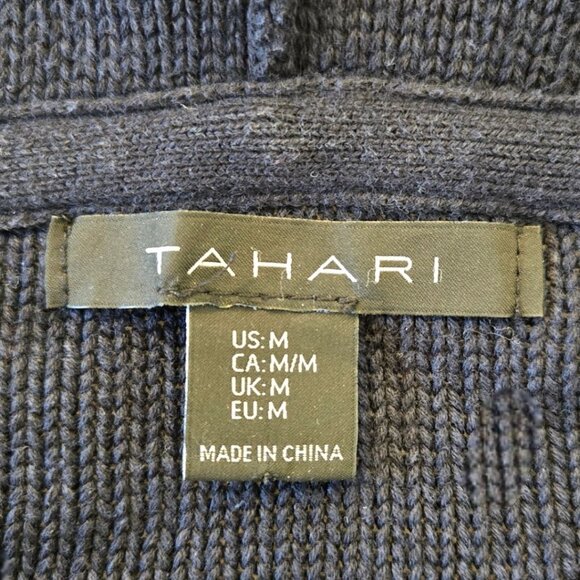 TAHARI
US: M
CA: M/M
UK: M
EU: M
MADE IN CHINA